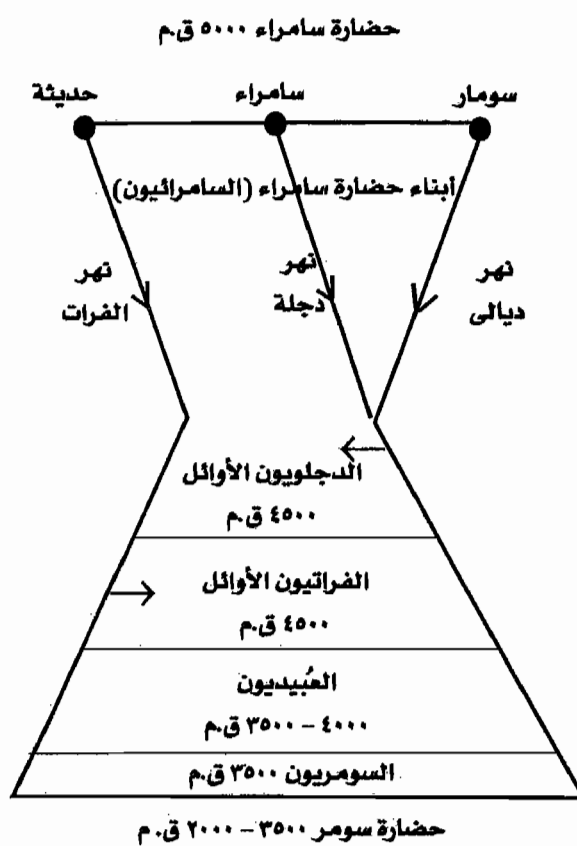 حضارة سامراء ٥٠٠٠ ق.م
سومار
سامراء
حديثة
أبناء حضارة سامراء (السامرائيون)
نهر
ديالى
نهر
دجلة
نهر
الفرات
الدجلويون الأوائل
٤٥٠٠ ق.م
الفراتيون الأوائل
٤٥٠٠ ق.م
العُبيديون
٤٠٠٠ – ٣٥٠٠ ق.م
السومريون ٣٥٠٠ ق.م
حضارة سومر ٣٥٠٠ – ٢٠٠٠ ق.م